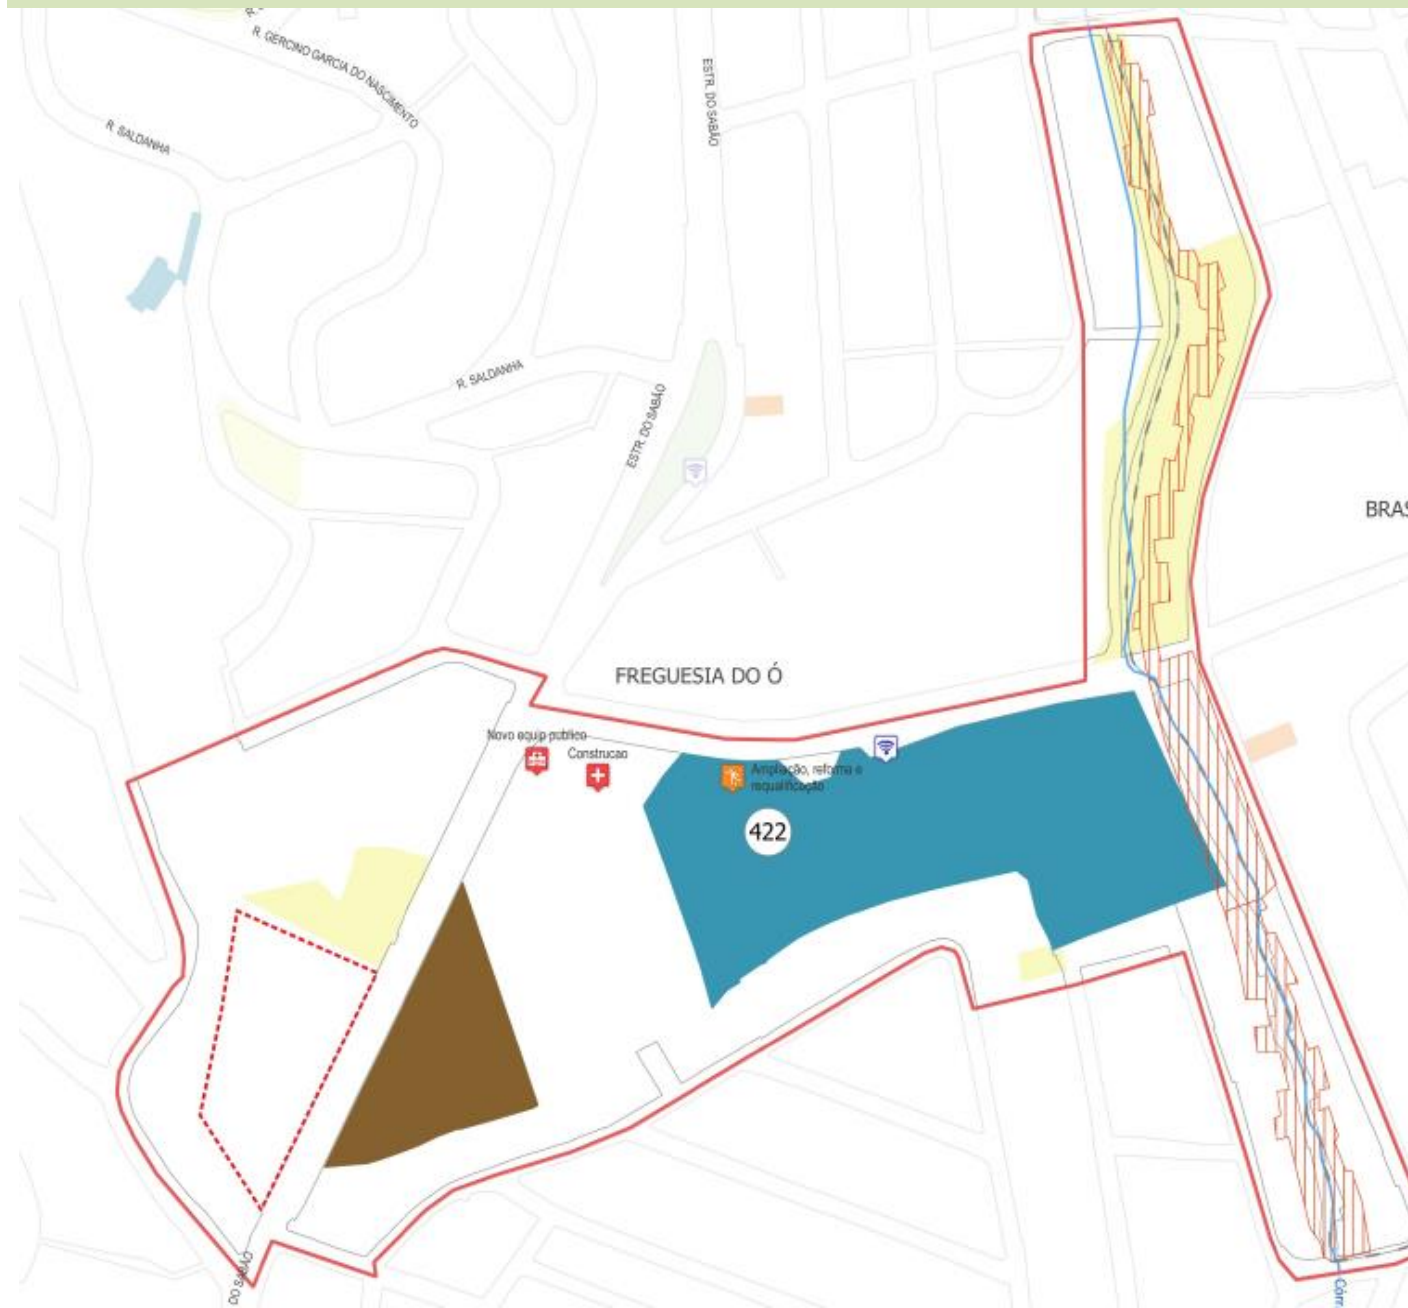 R. GERCINO GARCIA DO NASCIMENTO
R. SALDANHA
ESTR. DO SABÃO
R. SALDANHA
ESTR. DO SABÃO
BRAS
FREGUESIA DO Ó
Novo equip publico
Construcao
Ampliação, reforma e
requalificação
422
DO SABÃO
Córr